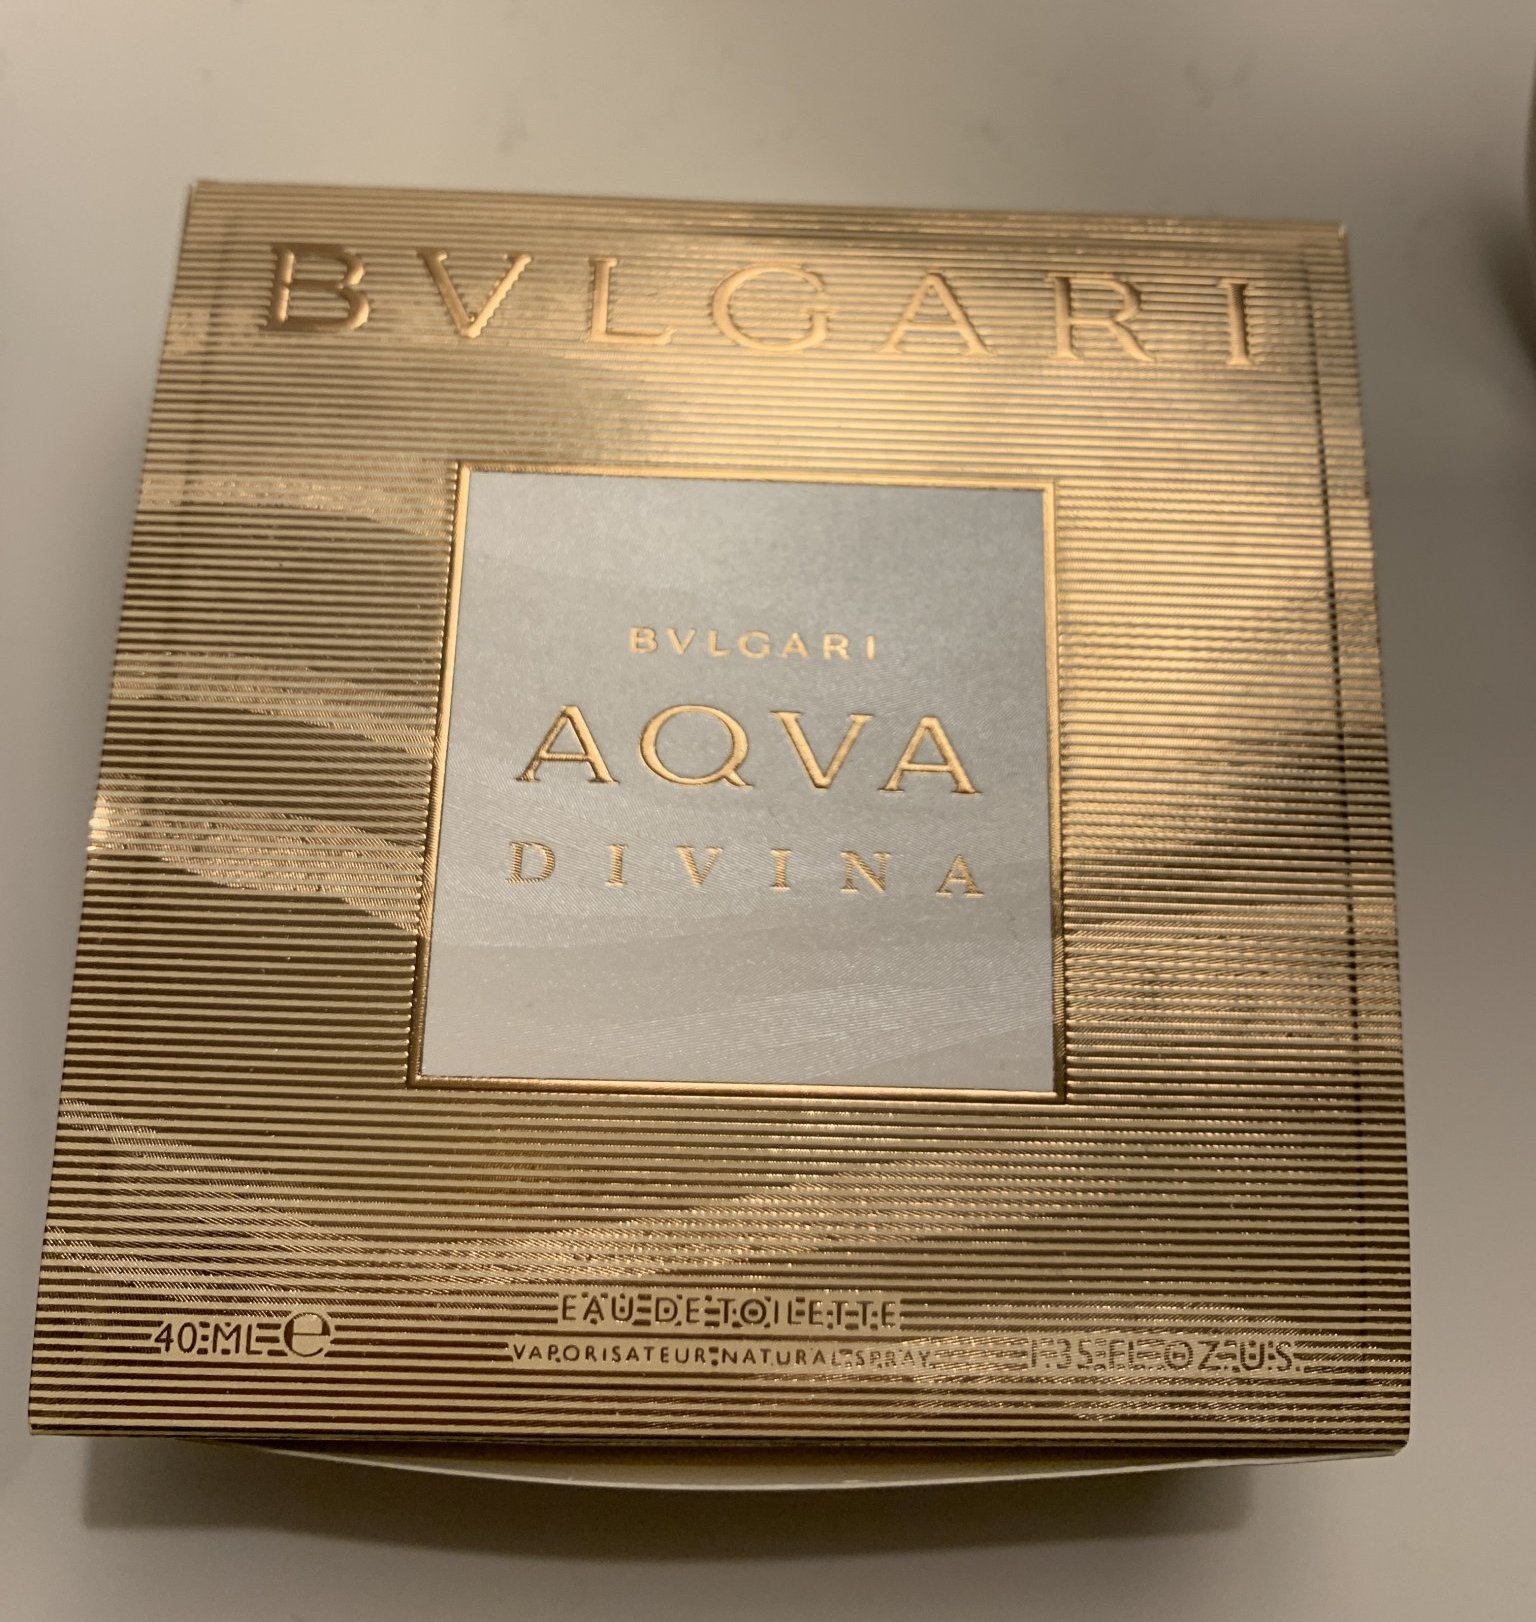 BVLGARI
BVLGARI
AQVA
DIVINA
EAU DE TOILETTE
40 ML e
VAPORISATEUR NATURAL SPRAY
1.35 FL. OZ. U.S.